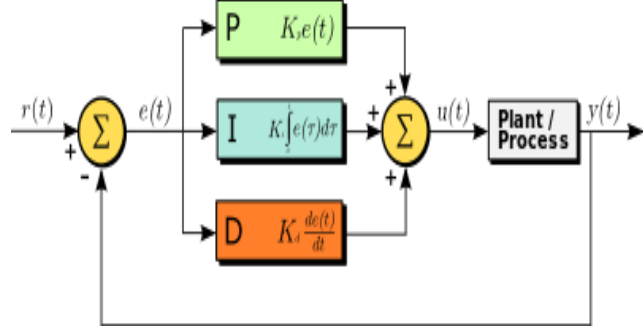 P K_p e(t)
r(t) Σ e(t) I K_i ∫ e(τ)dτ Σ u(t) Plant / Process y(t)
D K_d de(t)/dt
+
-
+
+
+